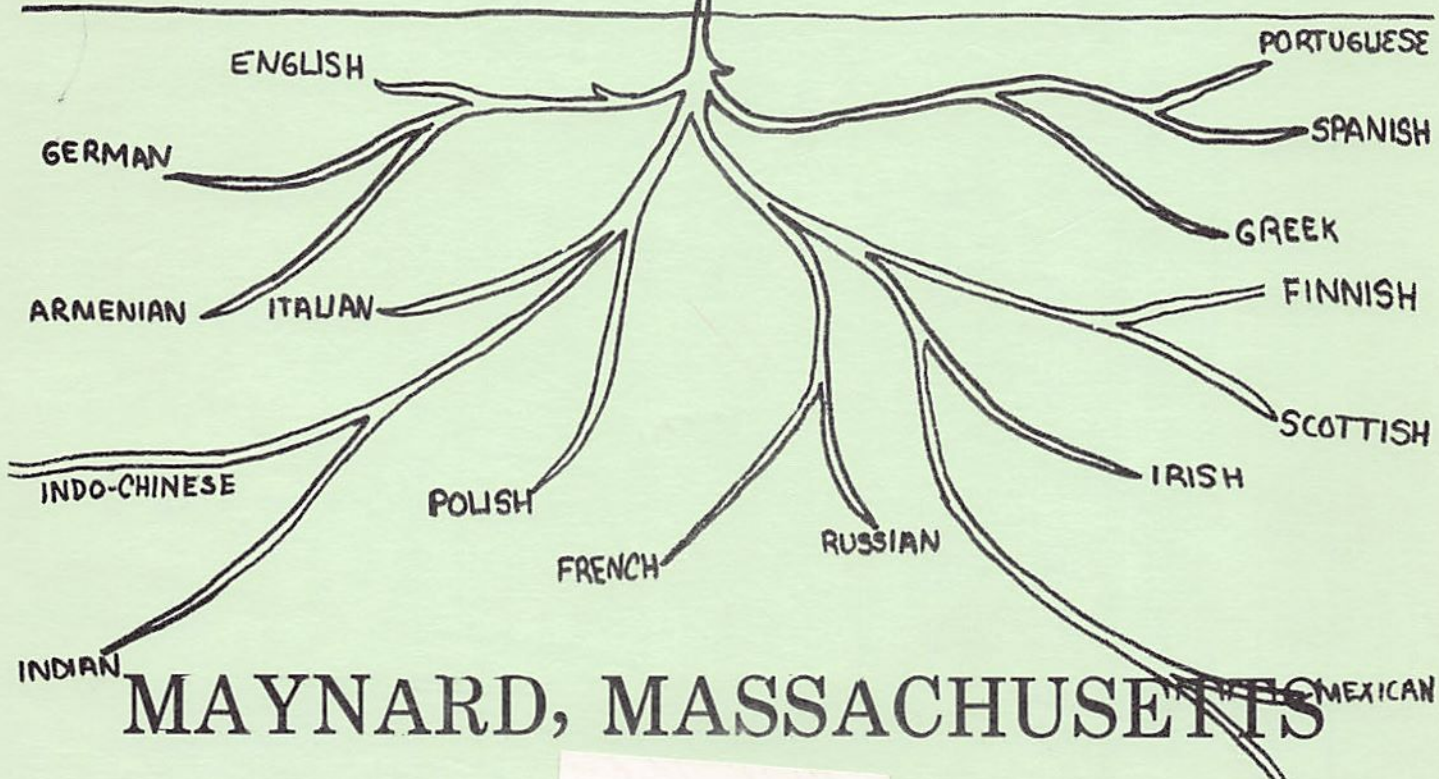 PORTUGUESE
ENGLISH
SPANISH
GERMAN
GREEK
FINNISH
ARMENIAN
ITALIAN
SCOTTISH
IRISH
INDO-CHINESE
POLISH
RUSSIAN
FRENCH
INDIAN
MEXICAN
MAYNARD, MASSACHUSETTS